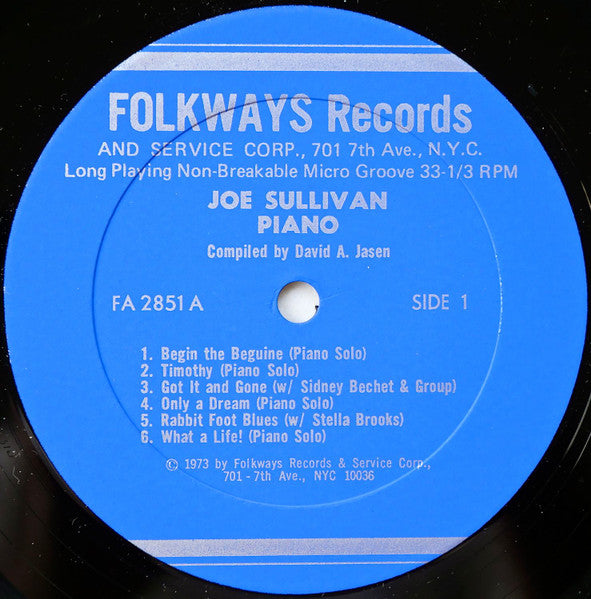 FOLKWAYS Records
AND SERVICE CORP., 701 7th Ave., N.Y.C.
Long Playing Non-Breakable Micro Groove 33-1/3 RPM
JOE SULLIVAN
PIANO
Compiled by David A. Jasen
FA 2851 A SIDE 1
1. Begin the Beguine (Piano Solo)
2. Timothy (Piano Solo)
3. Got It and Gone (w/ Sidney Bechet & Group)
4. Only a Dream (Piano Solo)
5. Rabbit Foot Blues (w/ Stella Brooks)
6. What a Life! (Piano Solo)
© 1973 by Folkways Records & Service Corp.,
701 - 7th Ave., NYC 10036